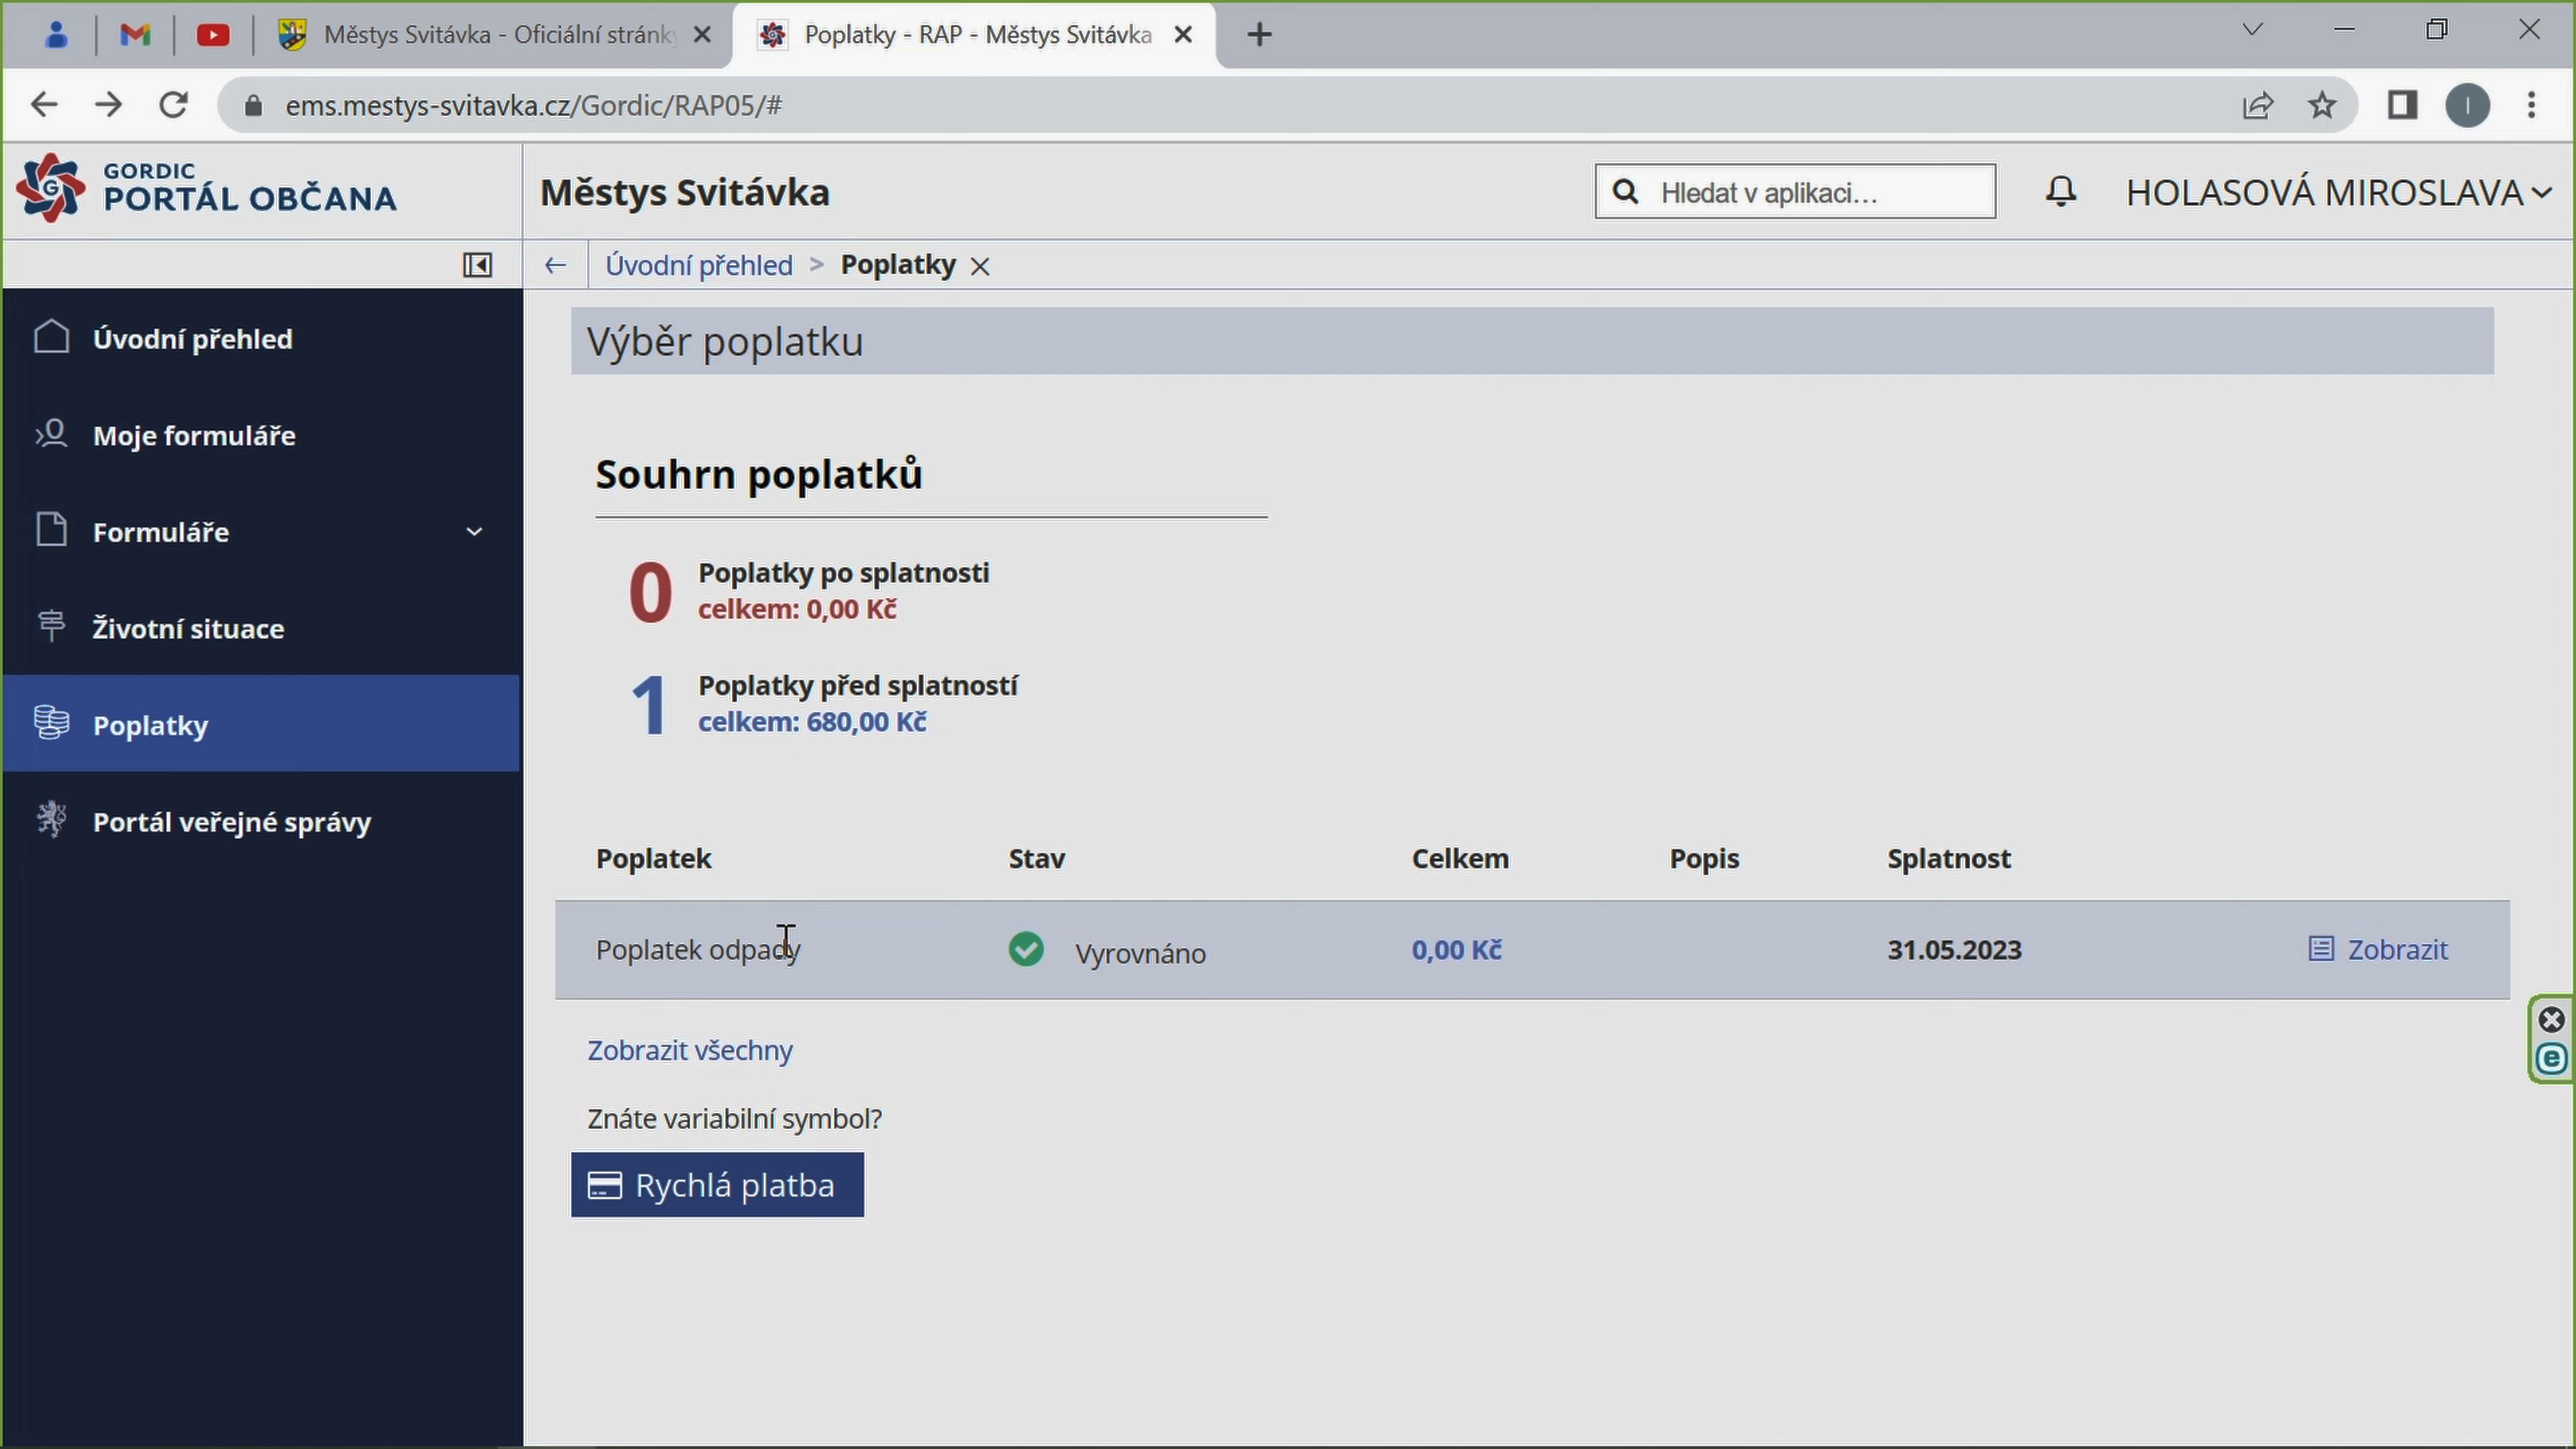 Městys Svitávka - Oficiální stránk
Poplatky - RAP - Městys Svitávka
ems.mestys-svitavka.cz/Gordic/RAP05/#
GORDIC
PORTÁL OBČANA
Městys Svitávka
Hledat v aplikaci...
HOLASOVÁ MIROSLAVA
Úvodní přehled > Poplatky
Úvodní přehled
Moje formuláře
Formuláře
Životní situace
Poplatky
Portál veřejné správy
Výběr poplatku
Souhrn poplatků
0 Poplatky po splatnosti
celkem: 0,00 Kč
1 Poplatky před splatností
celkem: 680,00 Kč
Poplatek Stav Celkem Popis Splatnost
Poplatek odpady Vyrovnáno 0,00 Kč 31.05.2023 Zobrazit
Zobrazit všechny
Znáte variabilní symbol?
Rychlá platba